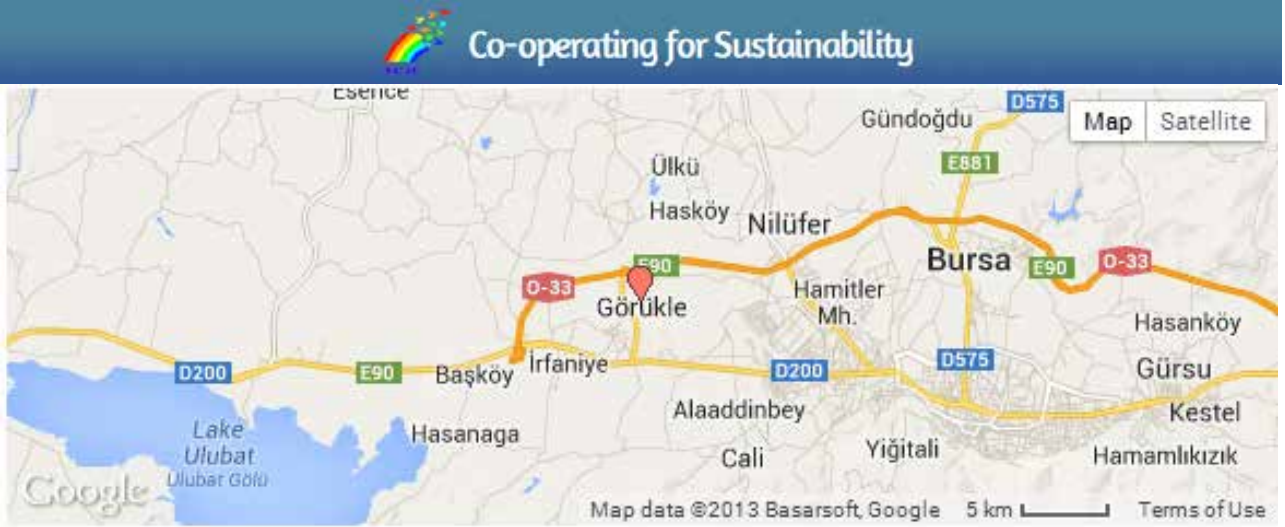 Co-operating for Sustainability
Esence
D575
Gündoğdu
Map
Satellite
E881
Ülkü
Hasköy
Nilüfer
Bursa
E90
E90
O-33
O-33
Görükle
Hamitler
Mh.
Hasanköy
D200
E90
Başköy
İrfaniye
D200
D575
Gürsu
Kestel
Alaaddinbey
Hasanaga
Lake
Ulubat
Ulubat Gölü
Cali
Yiğitali
Hamamlıkızık
Google
Map data ©2013 Basarsoft, Google
5 km
Terms of Use